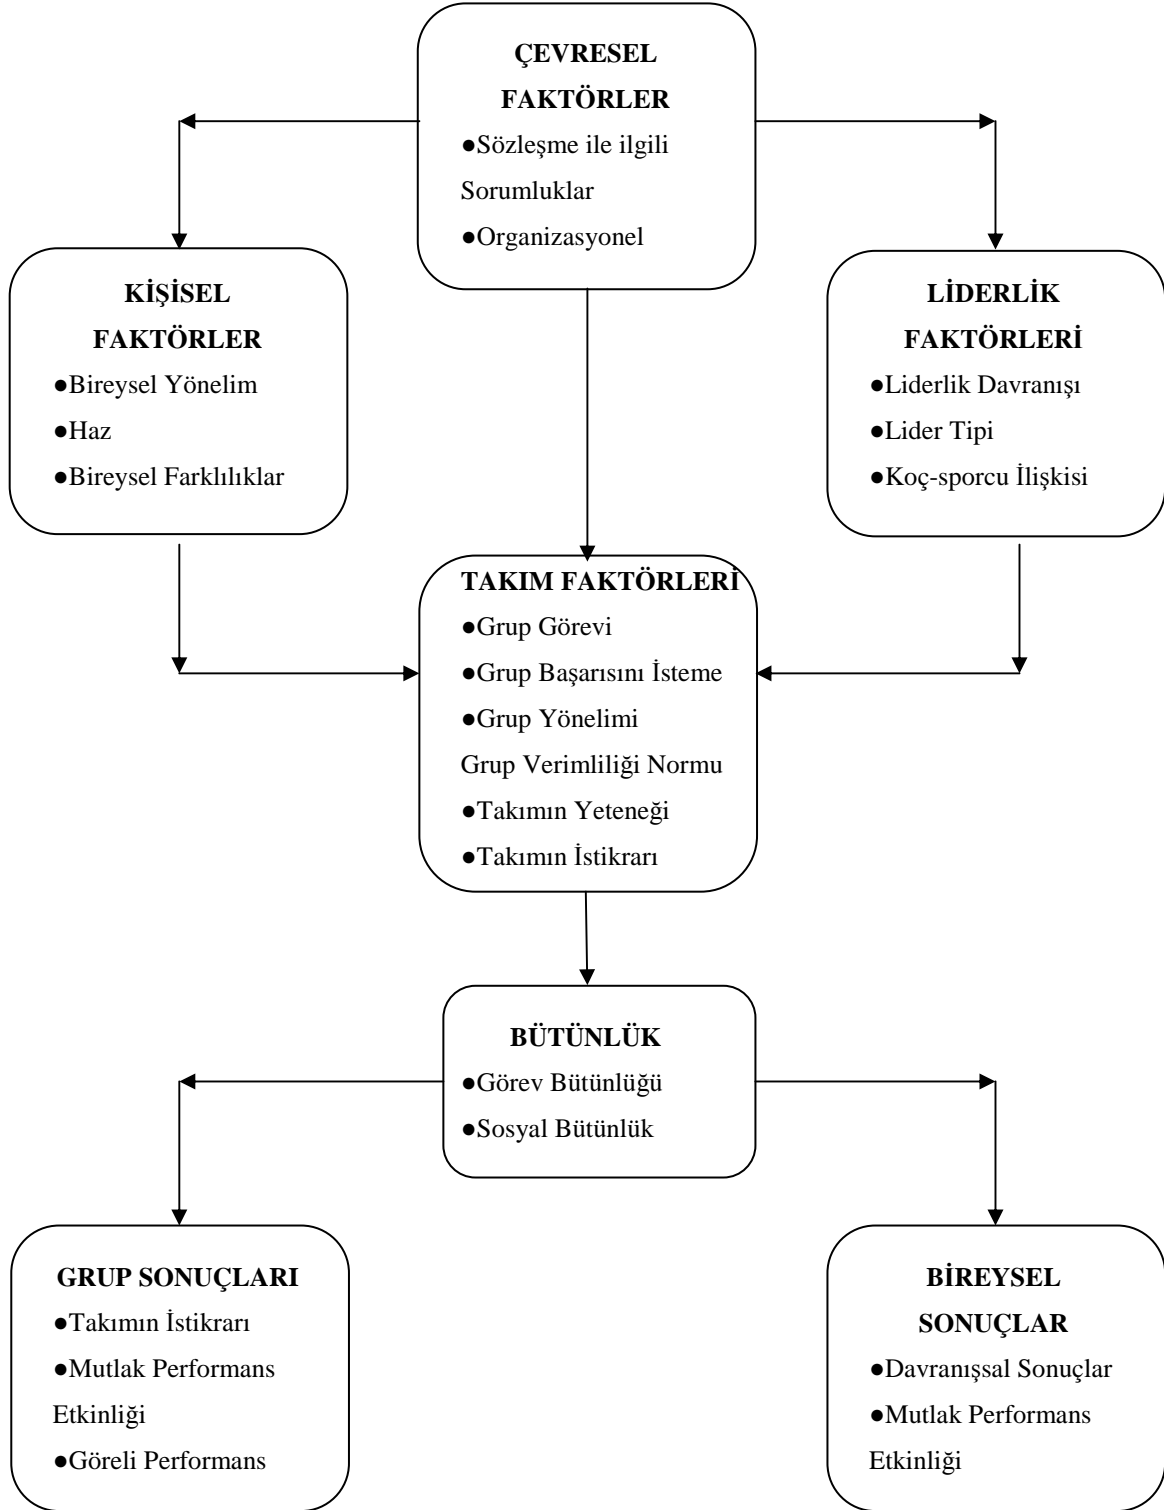 ÇEVRESEL
FAKTÖRLER
●Sözleşme ile ilgili
Sorumluklar
●Organizasyonel
KİŞİSEL
FAKTÖRLER
●Bireysel Yönelim
●Haz
●Bireysel Farklılıklar
LİDERLİK
FAKTÖRLERİ
●Liderlik Davranışı
●Lider Tipi
●Koç-sporcu İlişkisi
TAKIM FAKTÖRLERİ
●Grup Görevi
●Grup Başarısını İsteme
●Grup Yönelimi
Grup Verimliliği Normu
●Takımın Yeteneği
●Takımın İstikrarı
BÜTÜNLÜK
●Görev Bütünlüğü
●Sosyal Bütünlük
GRUP SONUÇLARI
●Takımın İstikrarı
●Mutlak Performans
Etkinliği
●Göreli Performans
BİREYSEL
SONUÇLAR
●Davranışsal Sonuçlar
●Mutlak Performans
Etkinliği